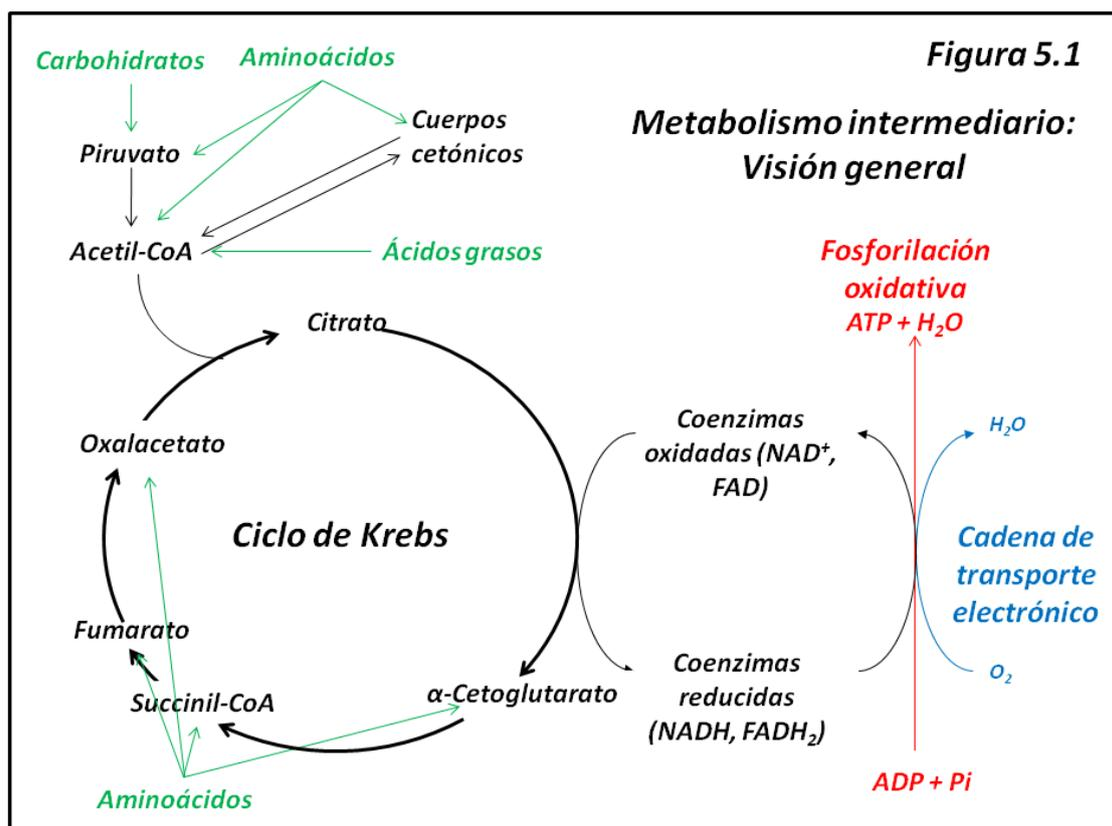 Figura 5.1
Metabolismo intermediario:
Visión general
Carbohidratos
Aminoácidos
Piruvato
Cuerpos
cetónicos
Acetil-CoA
Ácidos grasos
Citrato
Oxalacetato
Ciclo de Krebs
Fumarato
Succinil-CoA
α-Cetoglutarato
Aminoácidos
Coenzimas
oxidadas (NAD⁺,
FAD)
Coenzimas
reducidas
(NADH, FADH₂)
Fosforilación
oxidativa
ATP + H₂O
H₂O
Cadena de
transporte
electrónico
O₂
ADP + Pi